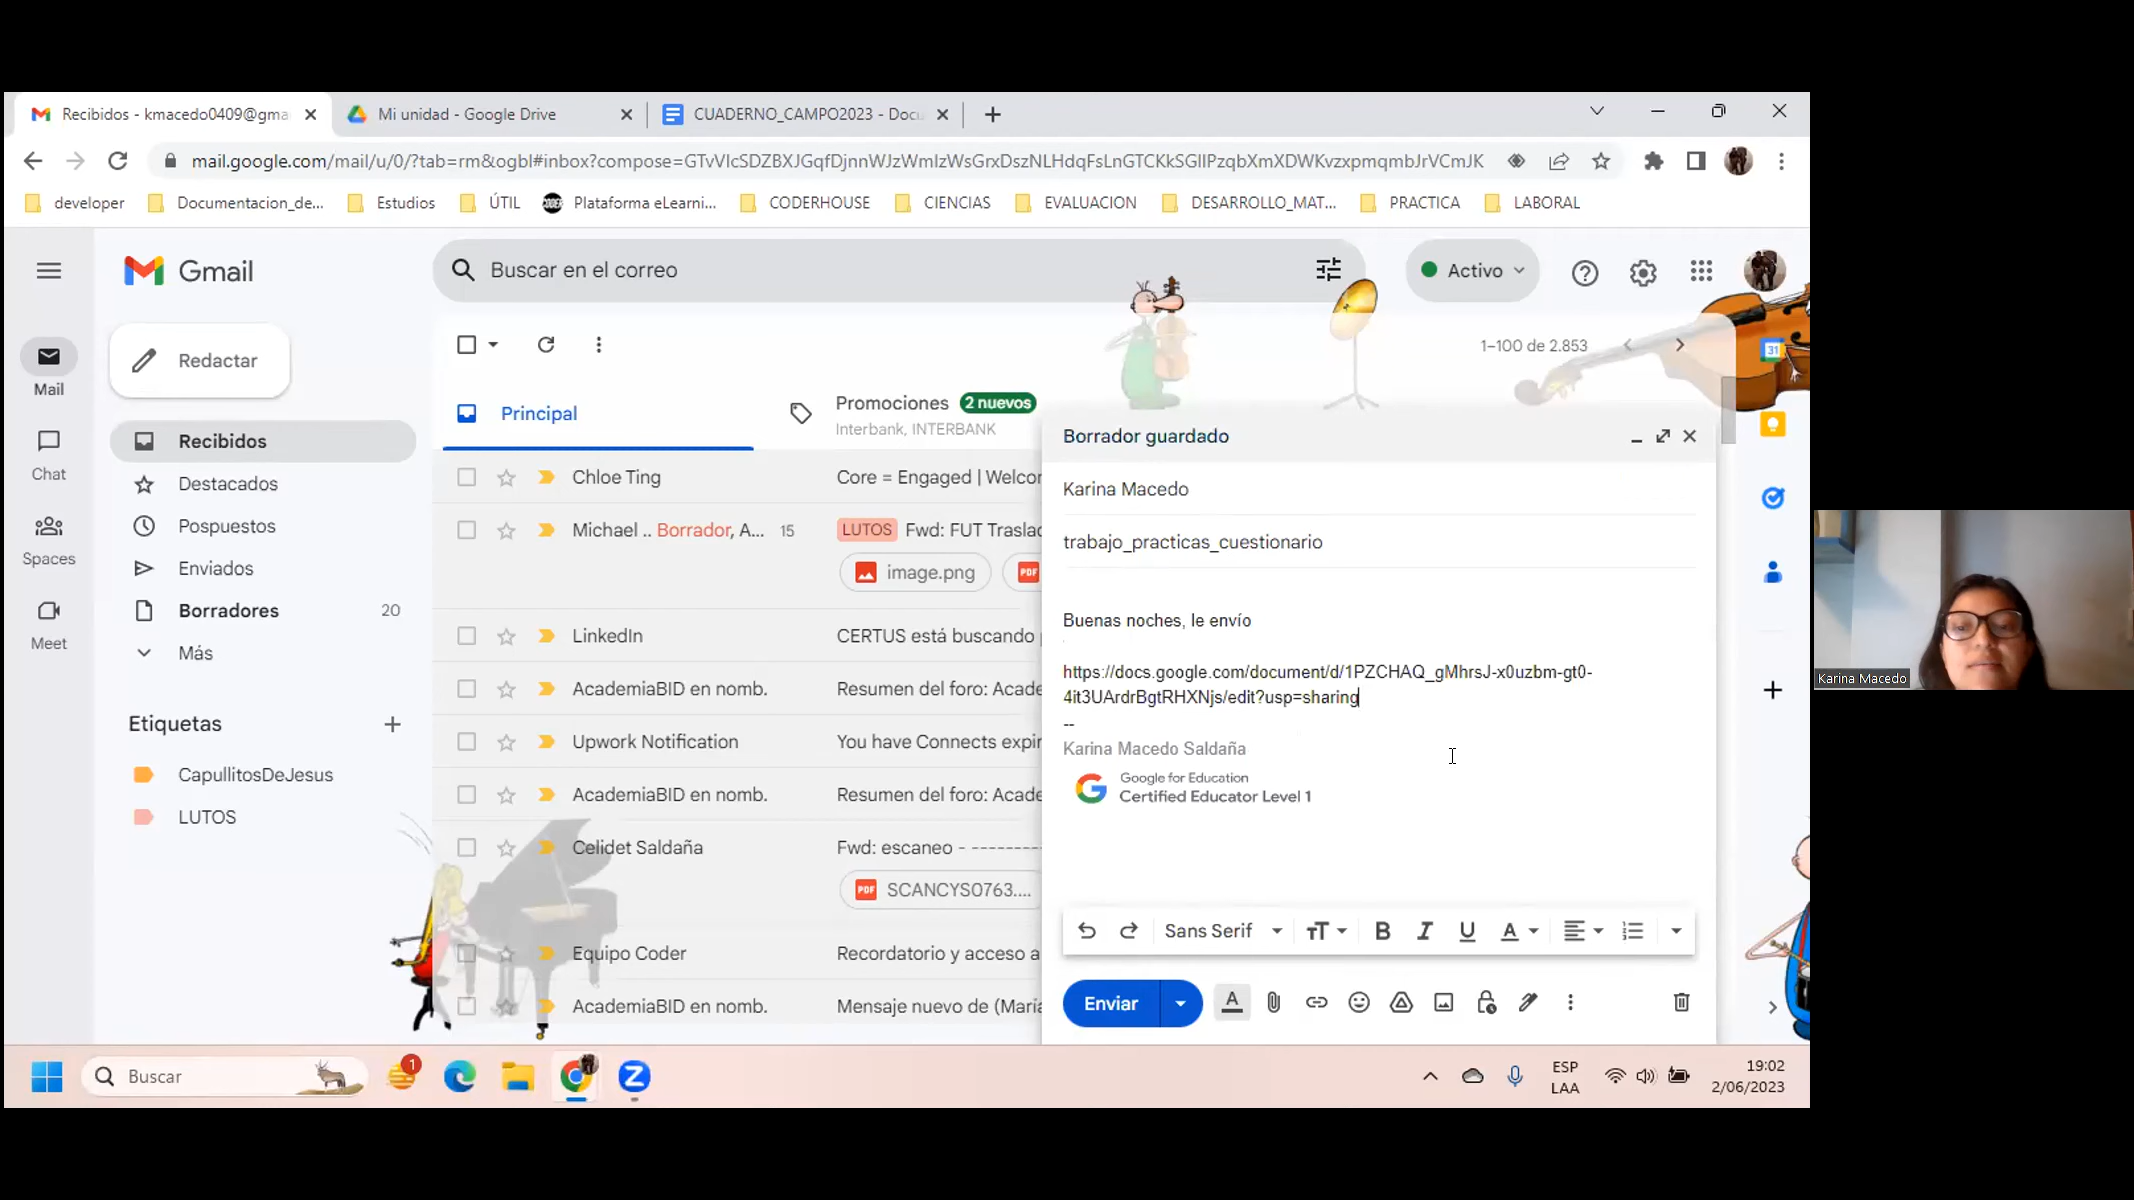 Recibidos - kmacedo0409@gma
Mi unidad - Google Drive
CUADERNO_CAMPO2023 - Docu
mail.google.com/mail/u/0/?tab=rm&ogbl#inbox?compose=GTvVlcSDZBXJGqfDjnnWJzWmlzWsGrxDszNLHdqFsLnGTCKkSGllPzqbXmXDWKvzxpmqmbJrVCmJK
developer
Documentacion_de...
Estudios
ÚTIL
Plataforma eLearni...
CODERHOUSE
CIENCIAS
EVALUACION
DESARROLLO_MAT...
PRACTICA
LABORAL
Gmail
Buscar en el correo
Activo
Redactar
1–100 de 2.853
Mail
Chat
Spaces
Meet
Recibidos
Destacados
Pospuestos
Enviados
Borradores 20
Más
Etiquetas
CapullitosDeJesus
LUTOS
Principal
Promociones 2 nuevos
Interbank, INTERBANK
Chloe Ting Core = Engaged | Welcor
Michael .. Borrador, A... 15 LUTOS Fwd: FUT Traslac
image.png PDF
LinkedIn CERTUS está buscando
AcademiaBID en nomb. Resumen del foro: Acade
Upwork Notification You have Connects expir
AcademiaBID en nomb. Resumen del foro: Acade
Celidet Saldaña Fwd: escaneo - ---------
PDF SCANCYS0763....
Equipo Coder Recordatorio y acceso a
AcademiaBID en nomb. Mensaje nuevo de (María
Borrador guardado
Karina Macedo
trabajo_practicas_cuestionario
Buenas noches, le envío
https://docs.google.com/document/d/1PZCHAQ_gMhrsJ-x0uzbm-gt0-
4it3UArdrBgtRHXNjs/edit?usp=sharing
--
Karina Macedo Saldaña
Google for Education
Certified Educator Level 1
Sans Serif
Enviar
31
Karina Macedo
Buscar
1
ESP
LAA
19:02
2/06/2023